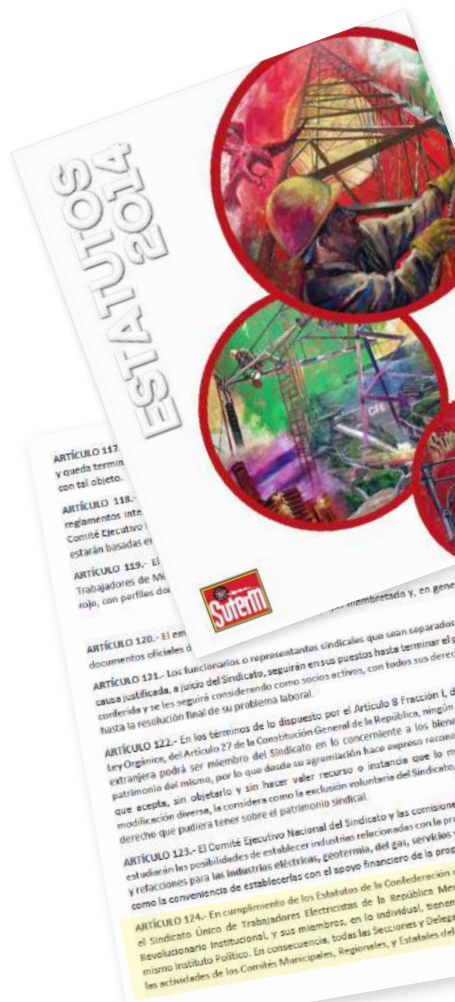 ESTATUTOS
2014
CFE
Suterm
Suterm
ARTÍCULO 117
y queda termin
con tal objeto.
ARTÍCULO 118.-
reglamentos inte
Comité Ejecutivo
estarán basadas e
ARTÍCULO 119.- El
Trabajadores de Mé
rojo, con perfiles do
ARTÍCULO 120.- El em
membretado y, en gene
documentos oficiales d
ARTÍCULO 121.- Los funcionarios o representantes sindicales que sean separados
causa justificada, a juicio del Sindicato, seguirán en sus puestos hasta terminar el p
conferida y se les seguirá considerando como socios activos, con todos sus derec
hasta la resolución final de su problema laboral.
ARTÍCULO 122.- En los términos de lo dispuesto por el Artículo 8 Fracción I, d
Ley Orgánica, del Artículo 27 de la Constitución General de la República, ningún
extranjera podrá ser miembro del Sindicato en lo concerniente a los biene
patrimonio del mismo, por lo que desde su agremiación hace expreso recono
que acepta, sin objetarlo y sin hacer valer recurso o instancia que lo m
modificación diversa, la considera como la exclusión voluntaria del Sindicato,
derecho que pudiera tener sobre el patrimonio sindical.
ARTÍCULO 123.- El Comité Ejecutivo Nacional del Sindicato y las comisione
estudiarán las posibilidades de establecer industrias relacionadas con la pro
y refacciones para las industrias eléctricas, geotermia, del gas, servicios
como la conveniencia de establecerlas con el apoyo financiero de la prop
ARTÍCULO 124.- En cumplimiento de los Estatutos de la Confederación
el Sindicato Único de Trabajadores Electricistas de la República Mex
Revolucionario Institucional, y sus miembros, en lo individual, tienen
mismo Instituto Político. En consecuencia, todas las Secciones y Delega
las actividades de los Comités Municipales, Regionales, y Estatales del